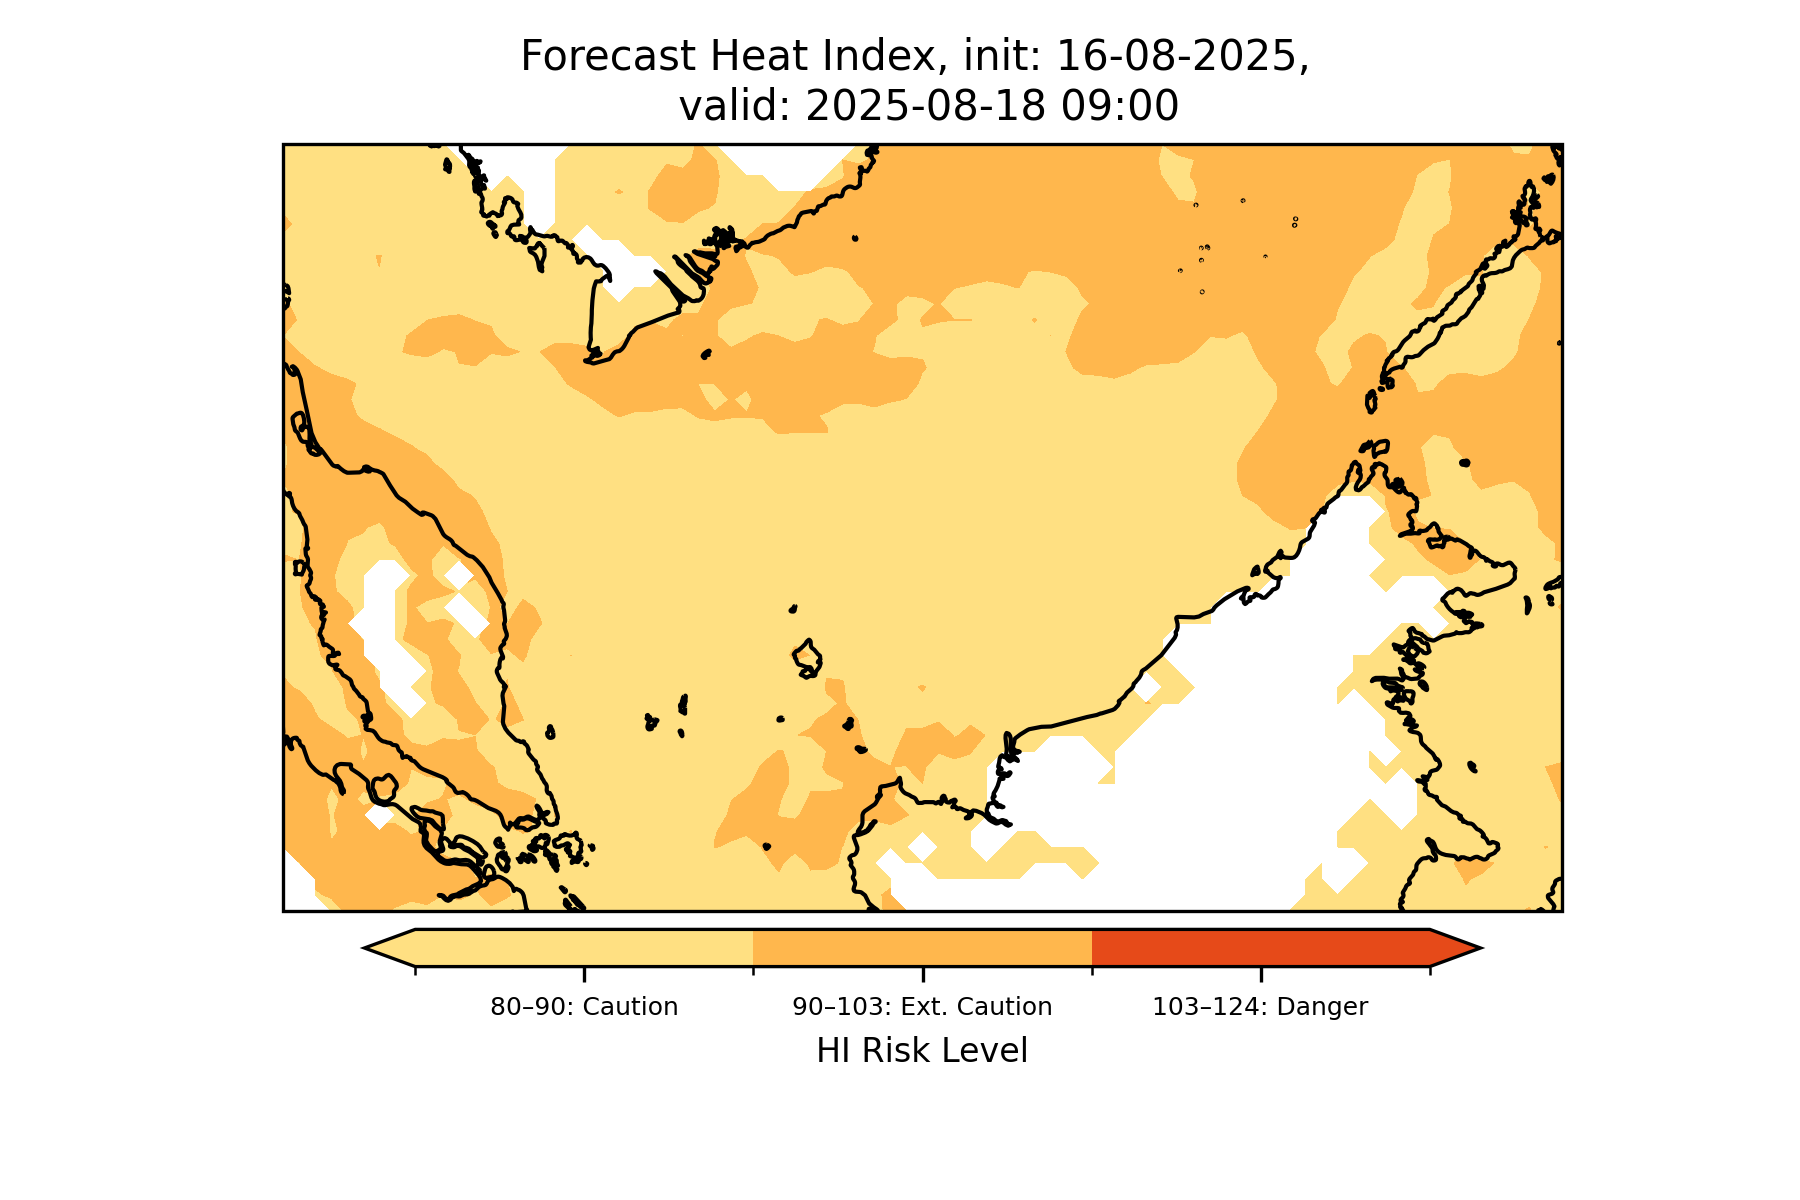 Forecast Heat Index, init: 16-08-2025,
valid: 2025-08-18 09:00
80–90: Caution
90–103: Ext. Caution
103–124: Danger
HI Risk Level